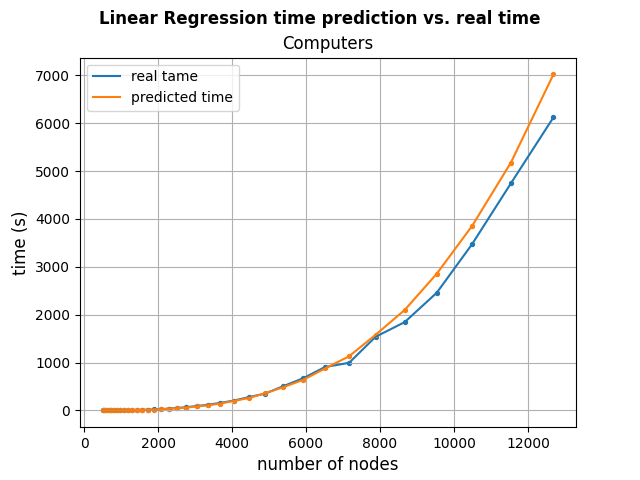 Linear Regression time prediction vs. real time
Computers
real tame
predicted time
7000
6000
5000
4000
3000
2000
1000
0
time (s)
0 2000 4000 6000 8000 10000 12000
number of nodes